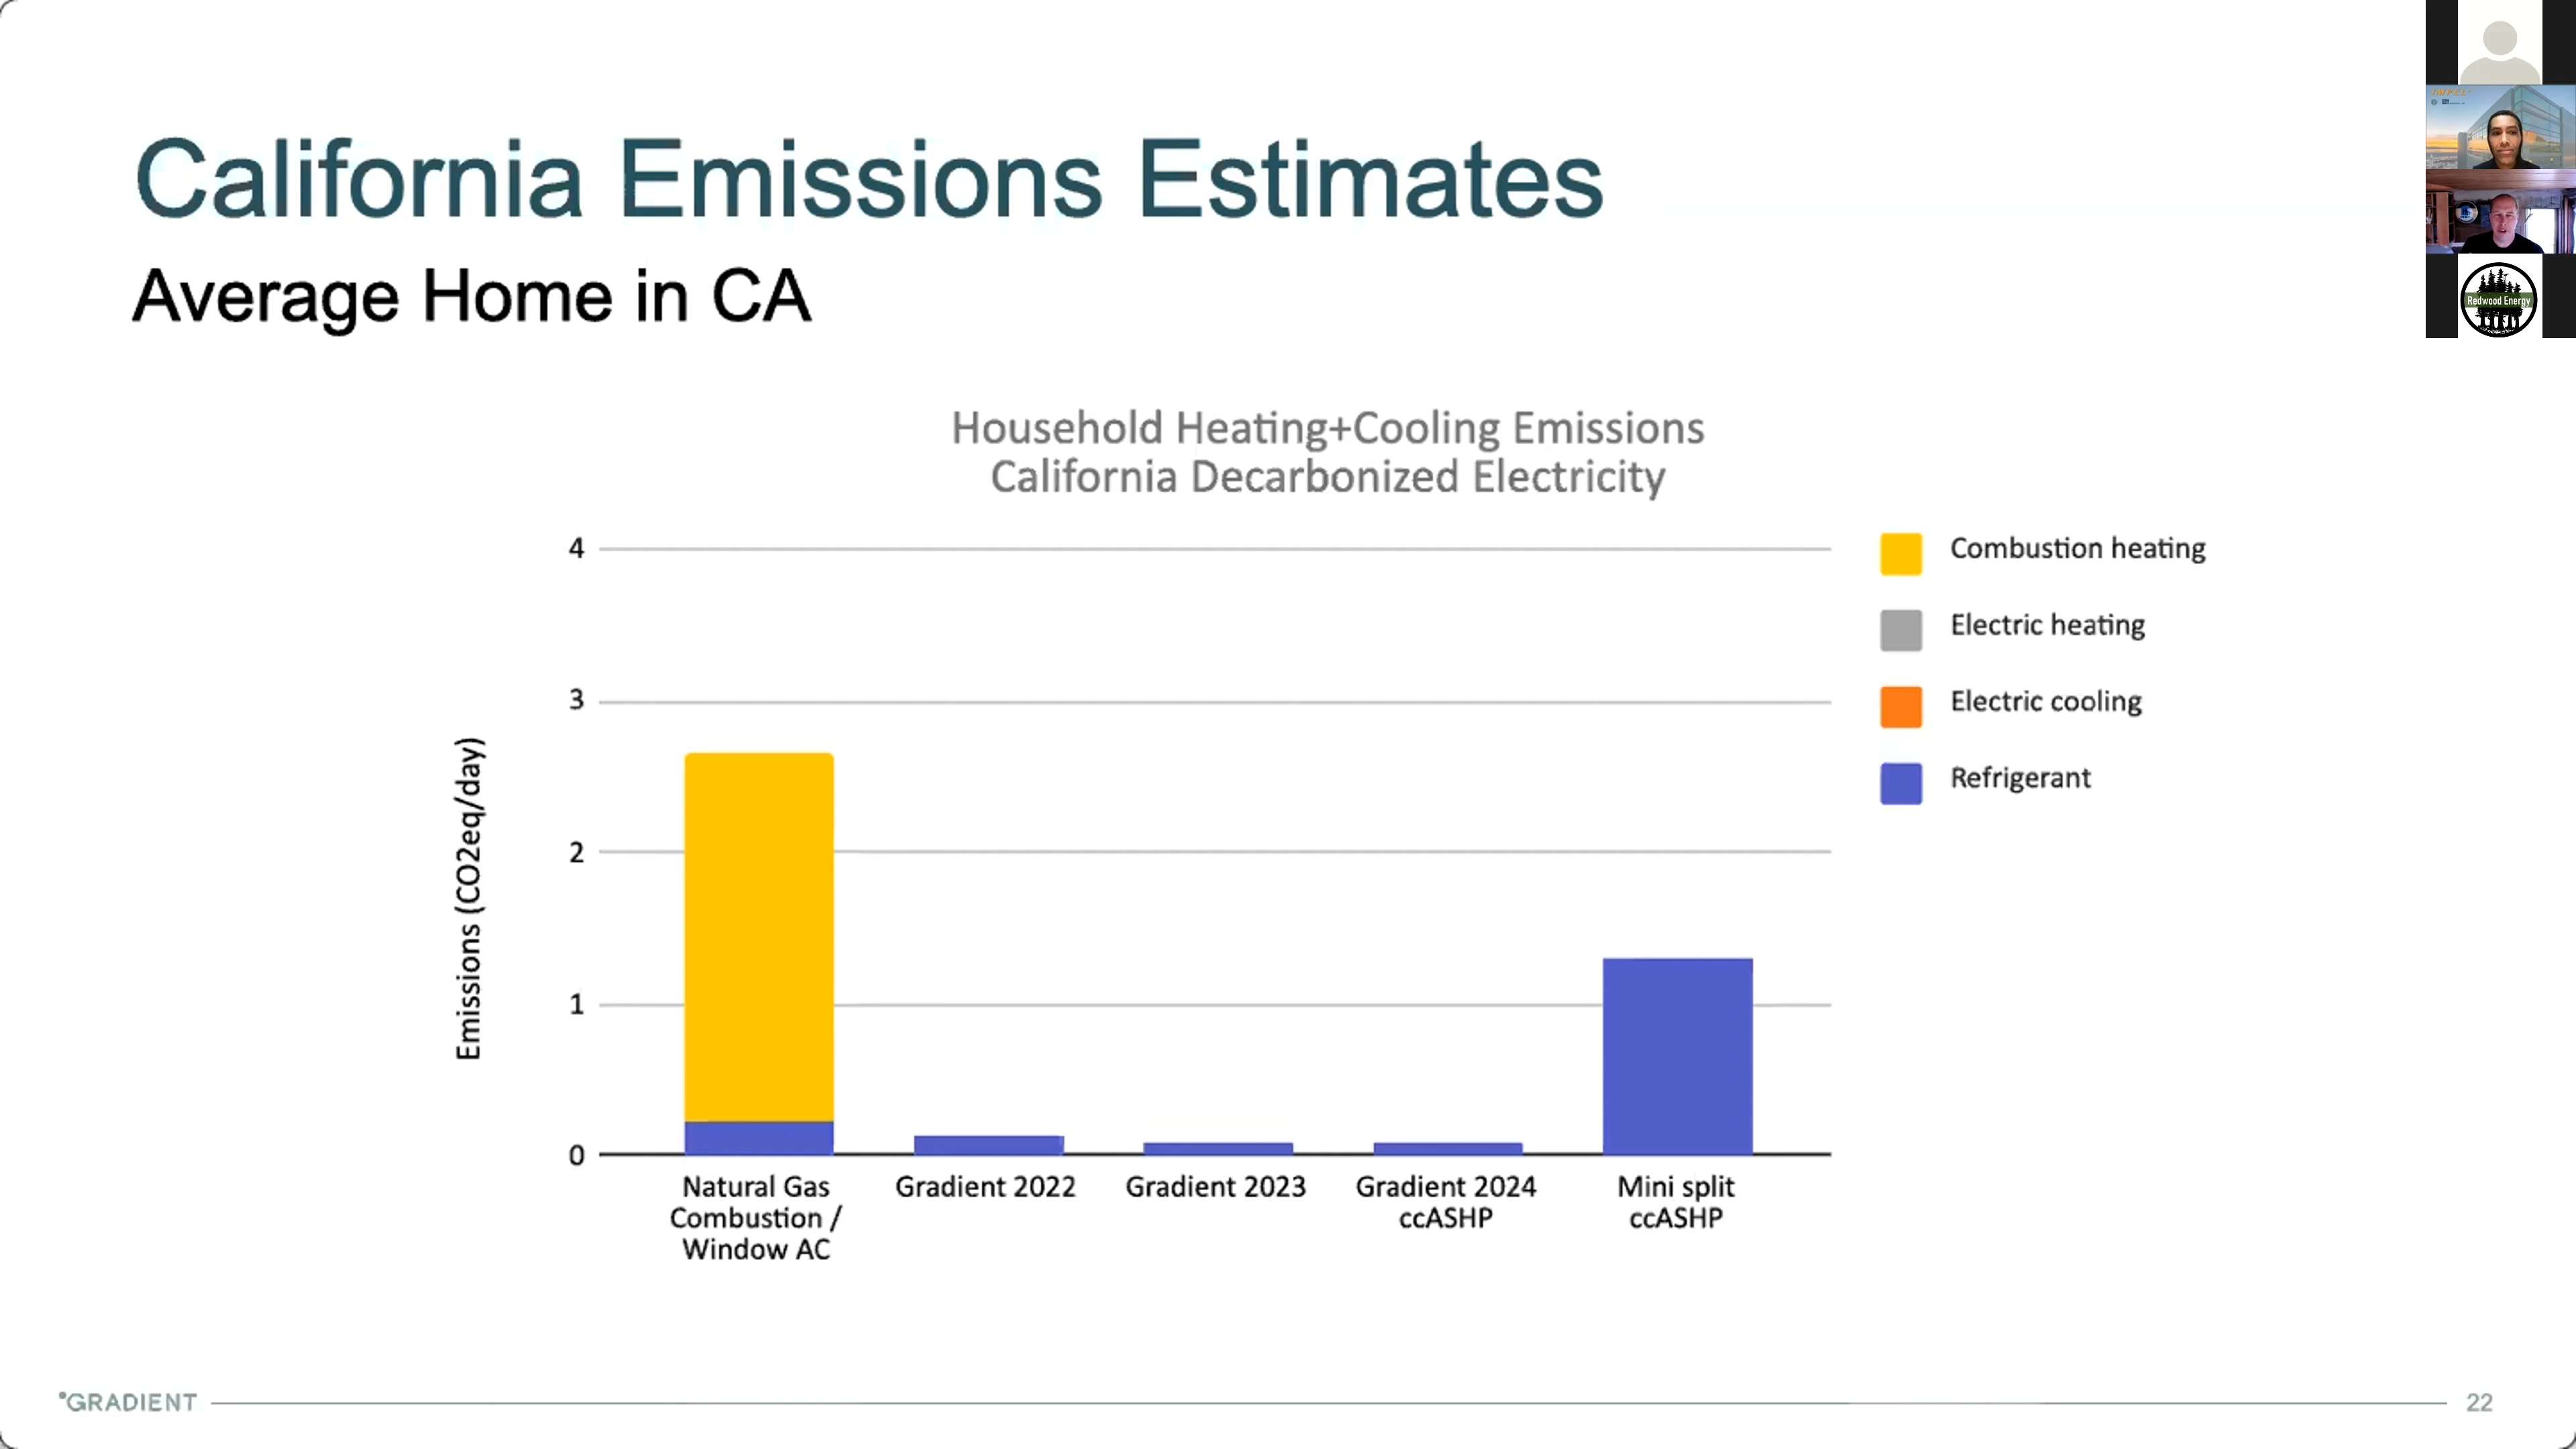 California Emissions Estimates
Average Home in CA
Household Heating+Cooling Emissions
California Decarbonized Electricity
4
3
2
1
0
Emissions (CO2eq/day)
Natural Gas
Combustion /
Window AC
Gradient 2022
Gradient 2023
Gradient 2024
ccASHP
Mini split
ccASHP
Combustion heating
Electric heating
Electric cooling
Refrigerant
°GRADIENT
22
IMPEL
Redwood Energy